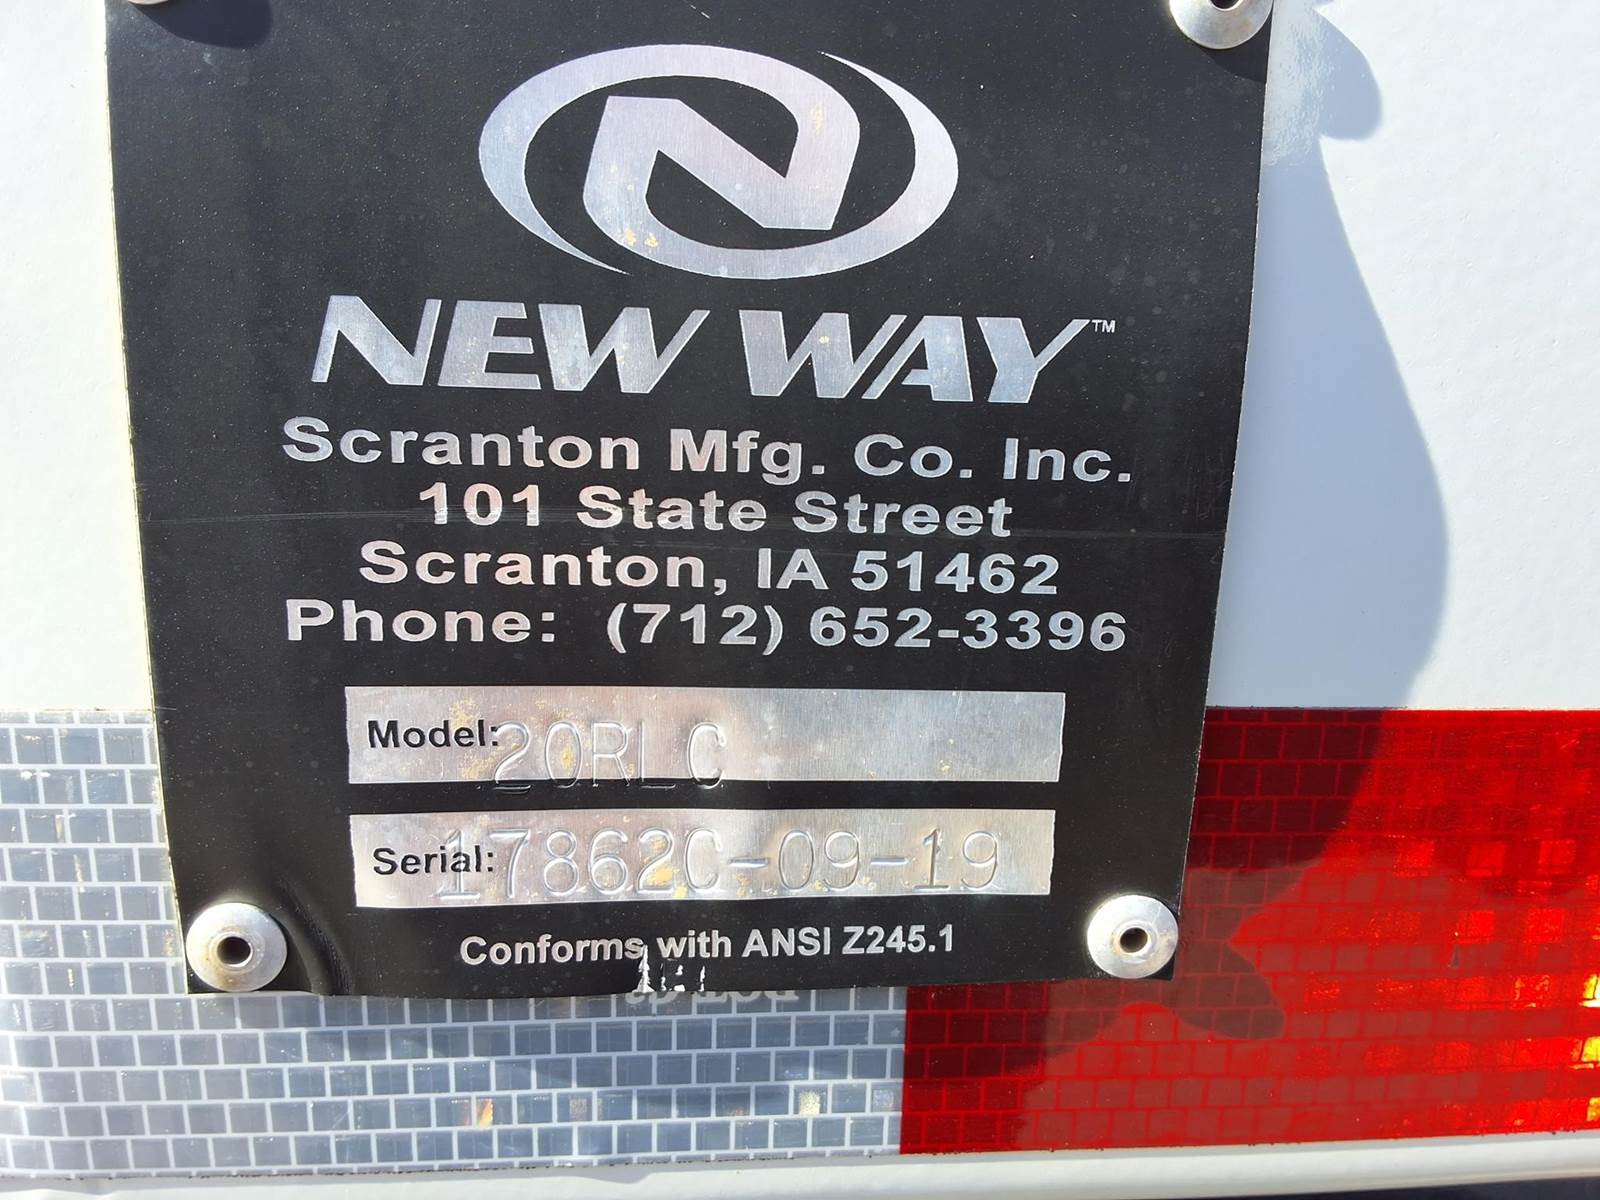 NEW WAY™
Scranton Mfg. Co. Inc.
101 State Street
Scranton, IA 51462
Phone: (712) 652-3396
Model: 20RLC
Serial: 17862C-09-19
Conforms with ANSI Z245.1